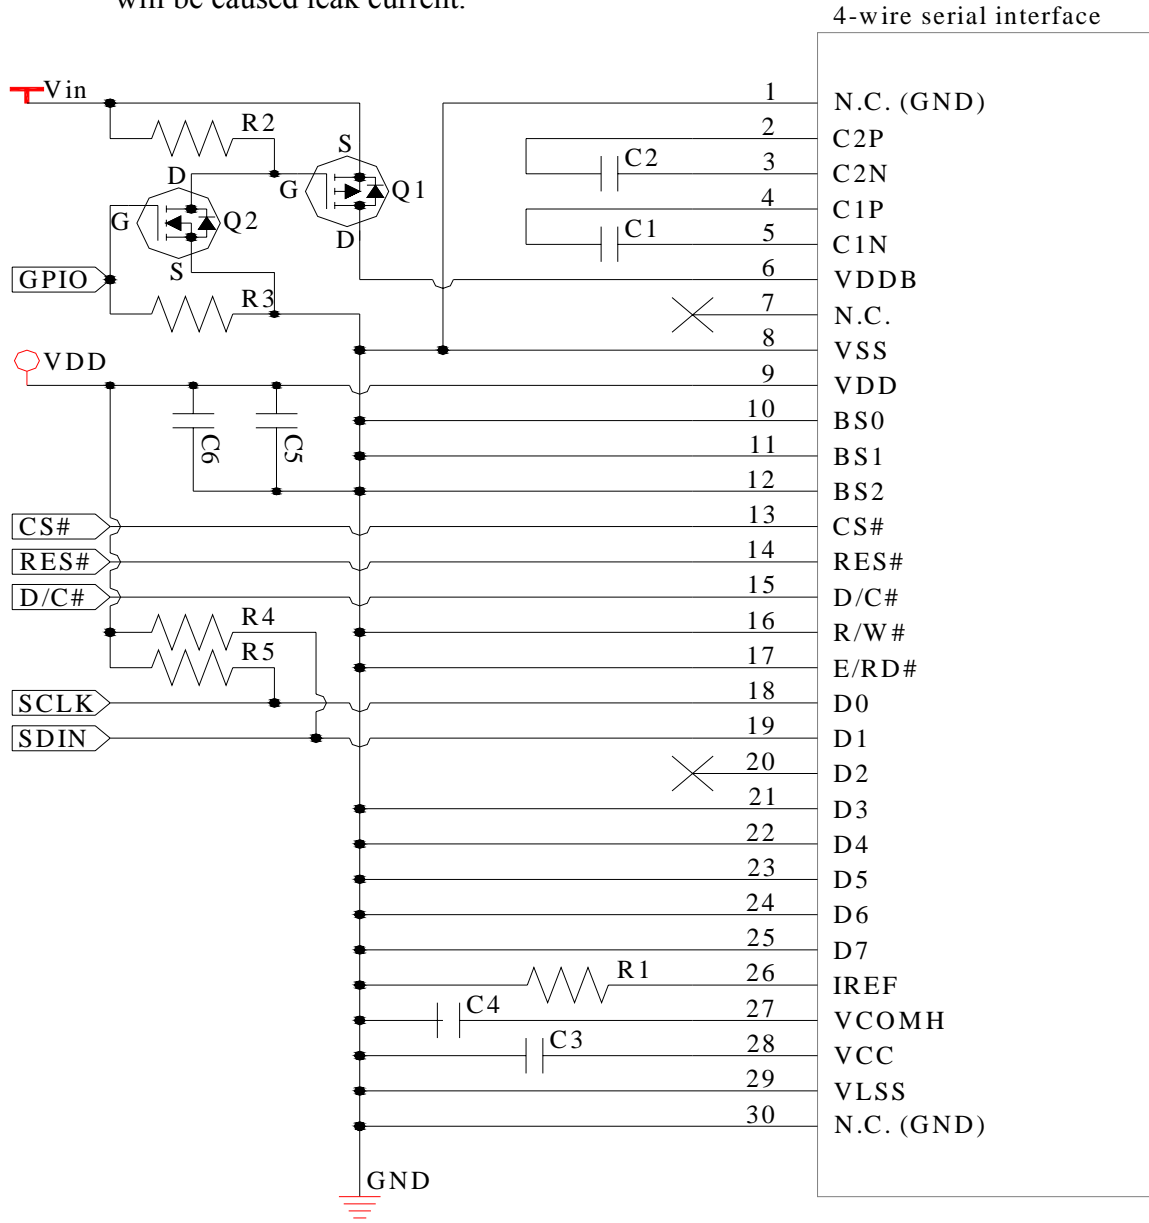 will be caused leak current.
4-wire serial interface
Vin
R2
S
G
Q1
D
D
G
Q2
S
GPIO
R3
VDD
C6
C5
CS#
RES#
D/C#
R4
R5
SCLK
SDIN
C2
C1
R1
C4
C3
GND
1 N.C. (GND)
2 C2P
3 C2N
4 C1P
5 C1N
6 VDDB
7 N.C.
8 VSS
9 VDD
10 BS0
11 BS1
12 BS2
13 CS#
14 RES#
15 D/C#
16 R/W#
17 E/RD#
18 D0
19 D1
20 D2
21 D3
22 D4
23 D5
24 D6
25 D7
26 IREF
27 VCOMH
28 VCC
29 VLSS
30 N.C. (GND)